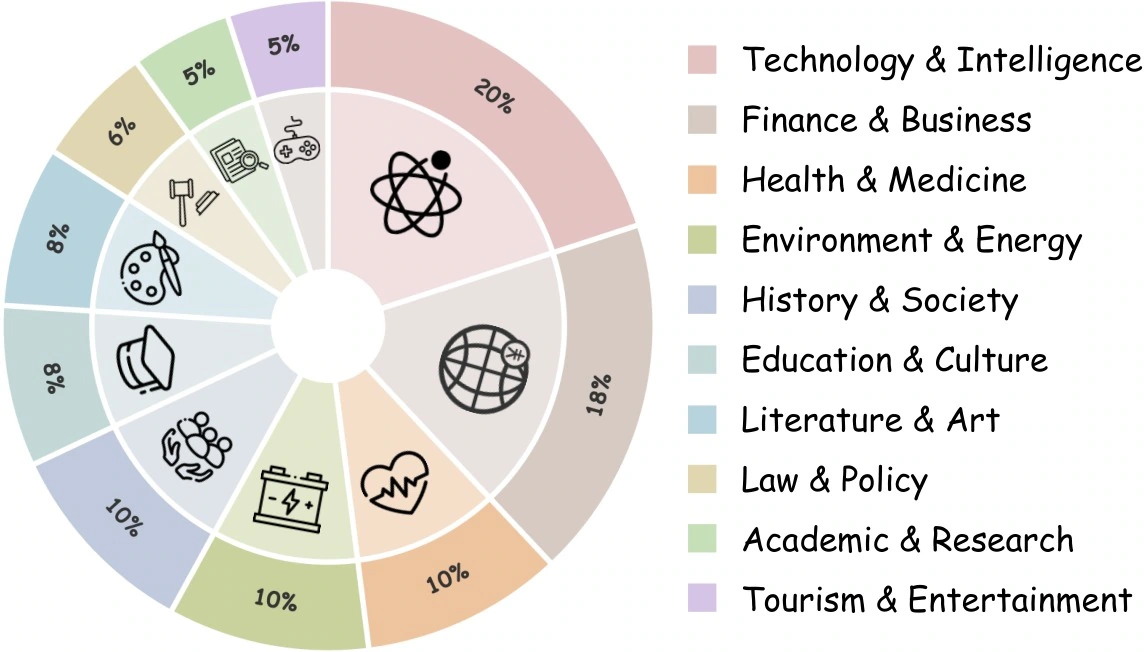 5%
5%
20%
6%
8%
8%
18%
10%
10%
10%
Technology & Intelligence
Finance & Business
Health & Medicine
Environment & Energy
History & Society
Education & Culture
Literature & Art
Law & Policy
Academic & Research
Tourism & Entertainment